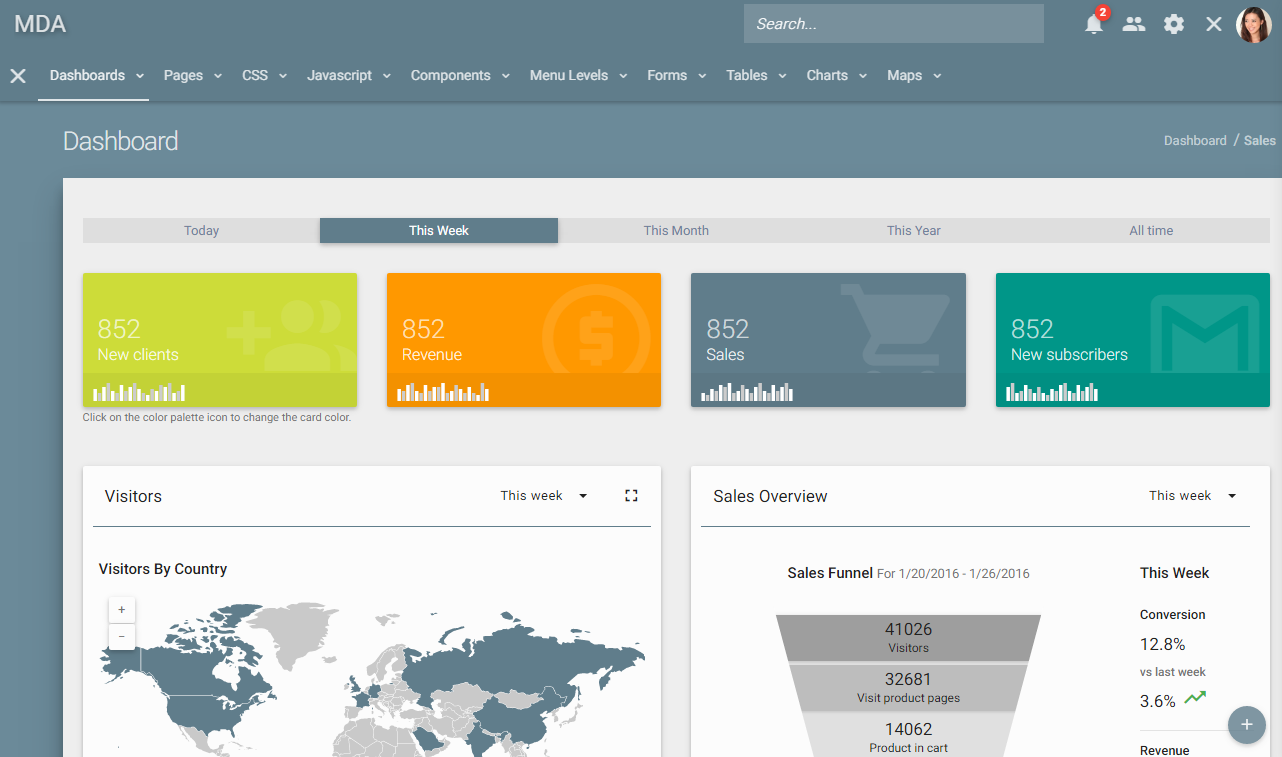 MDA
Search...
2
Dashboards Pages CSS Javascript Components Menu Levels Forms Tables Charts Maps
Dashboard
Dashboard / Sales
Today This Week This Month This Year All time
852 852 852 852
New clients Revenue Sales New subscribers
Click on the color palette icon to change the card color.
Visitors This week
Visitors By Country
+
−
Sales Overview This week
Sales Funnel For 1/20/2016 - 1/26/2016
41026
Visitors
32681
Visit product pages
14062
Product in cart
This Week
Conversion
12.8%
vs last week
3.6%
+
Revenue